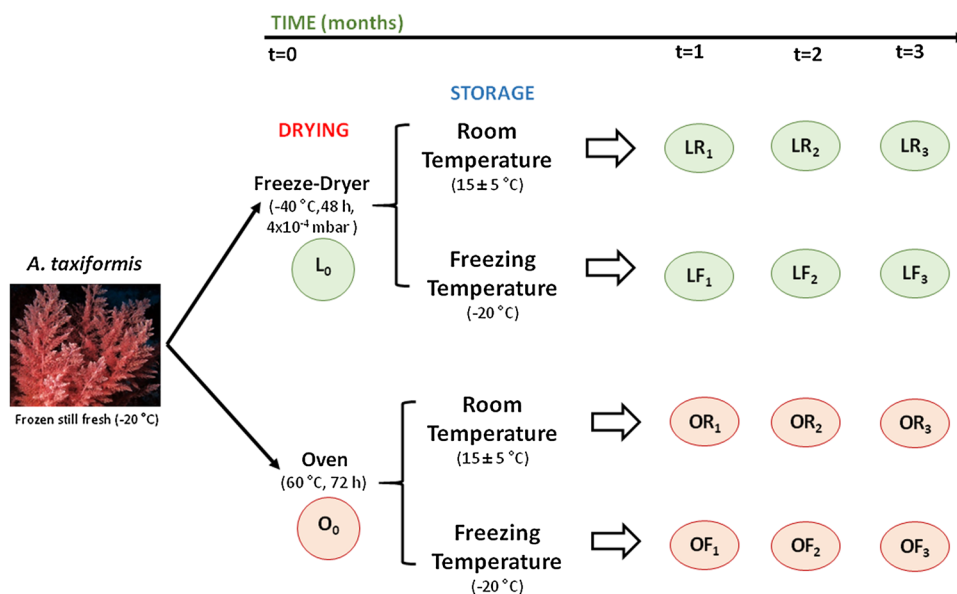 TIME (months)
t=0
t=1
t=2
t=3
STORAGE
DRYING
Room
Temperature
(15 ± 5 °C)
LR₁
LR₂
LR₃
Freeze-Dryer
(-40 °C,48 h,
4x10⁻⁴ mbar )
L₀
Freezing
Temperature
(-20 °C)
LF₁
LF₂
LF₃
A. taxiformis
Frozen still fresh (-20 °C)
Room
Temperature
(15 ± 5 °C)
OR₁
OR₂
OR₃
Oven
(60 °C, 72 h)
O₀
Freezing
Temperature
(-20 °C)
OF₁
OF₂
OF₃